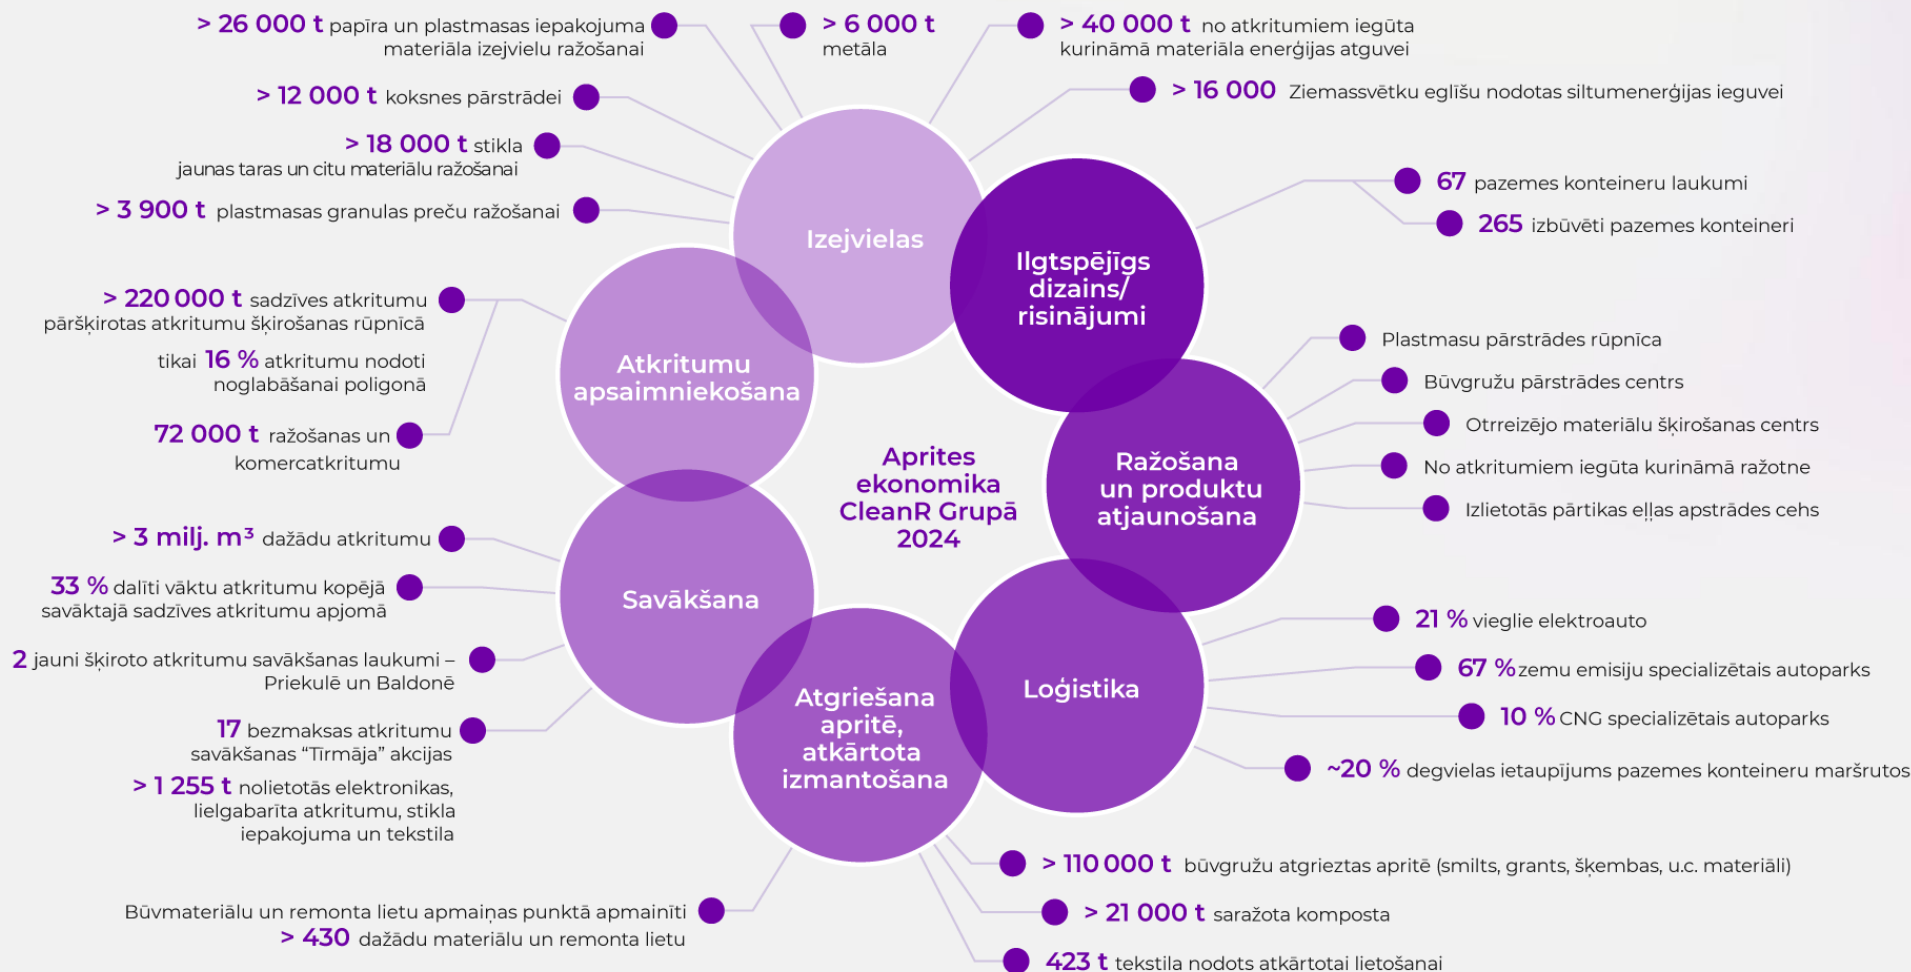 > 26 000 t papīra un plastmasas iepakojuma
materiāla izejvielu ražošanai
> 6 000 t
metāla
> 40 000 t no atkritumiem iegūta
kurināmā materiāla enerģijas atguvei
> 12 000 t koksnes pārstrādei
> 16 000 Ziemassvētku eglīšu nodotas siltumenerģijas ieguvei
> 18 000 t stikla
jaunas taras un citu materiālu ražošanai
> 3 900 t plastmasas granulas preču ražošanai
Izejvielas
67 pazemes konteineru laukumi
265 izbūvēti pazemes konteineri
Ilgtspējīgs
dizains/
risinājumi
> 220 000 t sadzīves atkritumu
pāršķirotas atkritumu šķirošanas rūpnīcā
tikai 16 % atkritumu nodoti
noglabāšanai poligonā
72 000 t ražošanas un
komercatkritumu
Atkritumu
apsaimniekošana
Plastmasu pārstrādes rūpnīca
Būvgružu pārstrādes centrs
Otrreizējo materiālu šķirošanas centrs
No atkritumiem iegūta kurināmā ražotne
Izlietotās pārtikas eļļas apstrādes cehs
Ražošana
un produktu
atjaunošana
Aprites
ekonomika
CleanR Grupā
2024
> 3 milj. m³ dažādu atkritumu
33 % dalīti vāktu atkritumu kopējā
savāktajā sadzīves atkritumu apjomā
2 jauni šķiroto atkritumu savākšanas laukumi –
Priekulē un Baldonē
17 bezmaksas atkritumu
savākšanas “Tīrmāja” akcijas
> 1 255 t nolietotās elektronikas,
lielgabarīta atkritumu, stikla
iepakojuma un tekstila
Savākšana
21 % vieglie elektroauto
67 % zemu emisiju specializētais autoparks
10 % CNG specializētais autoparks
~20 % degvielas ietaupījums pazemes konteineru maršrutos
Loģistika
Atgriešana
apritē,
atkārtota
izmantošana
> 110 000 t būvgružu atgrieztas apritē (smilts, grants, šķembas, u.c. materiāli)
> 21 000 t saražota komposta
423 t tekstila nodots atkārtotai lietošanai
Būvmateriālu un remonta lietu apmaiņas punktā apmainīti
> 430 dažādu materiālu un remonta lietu